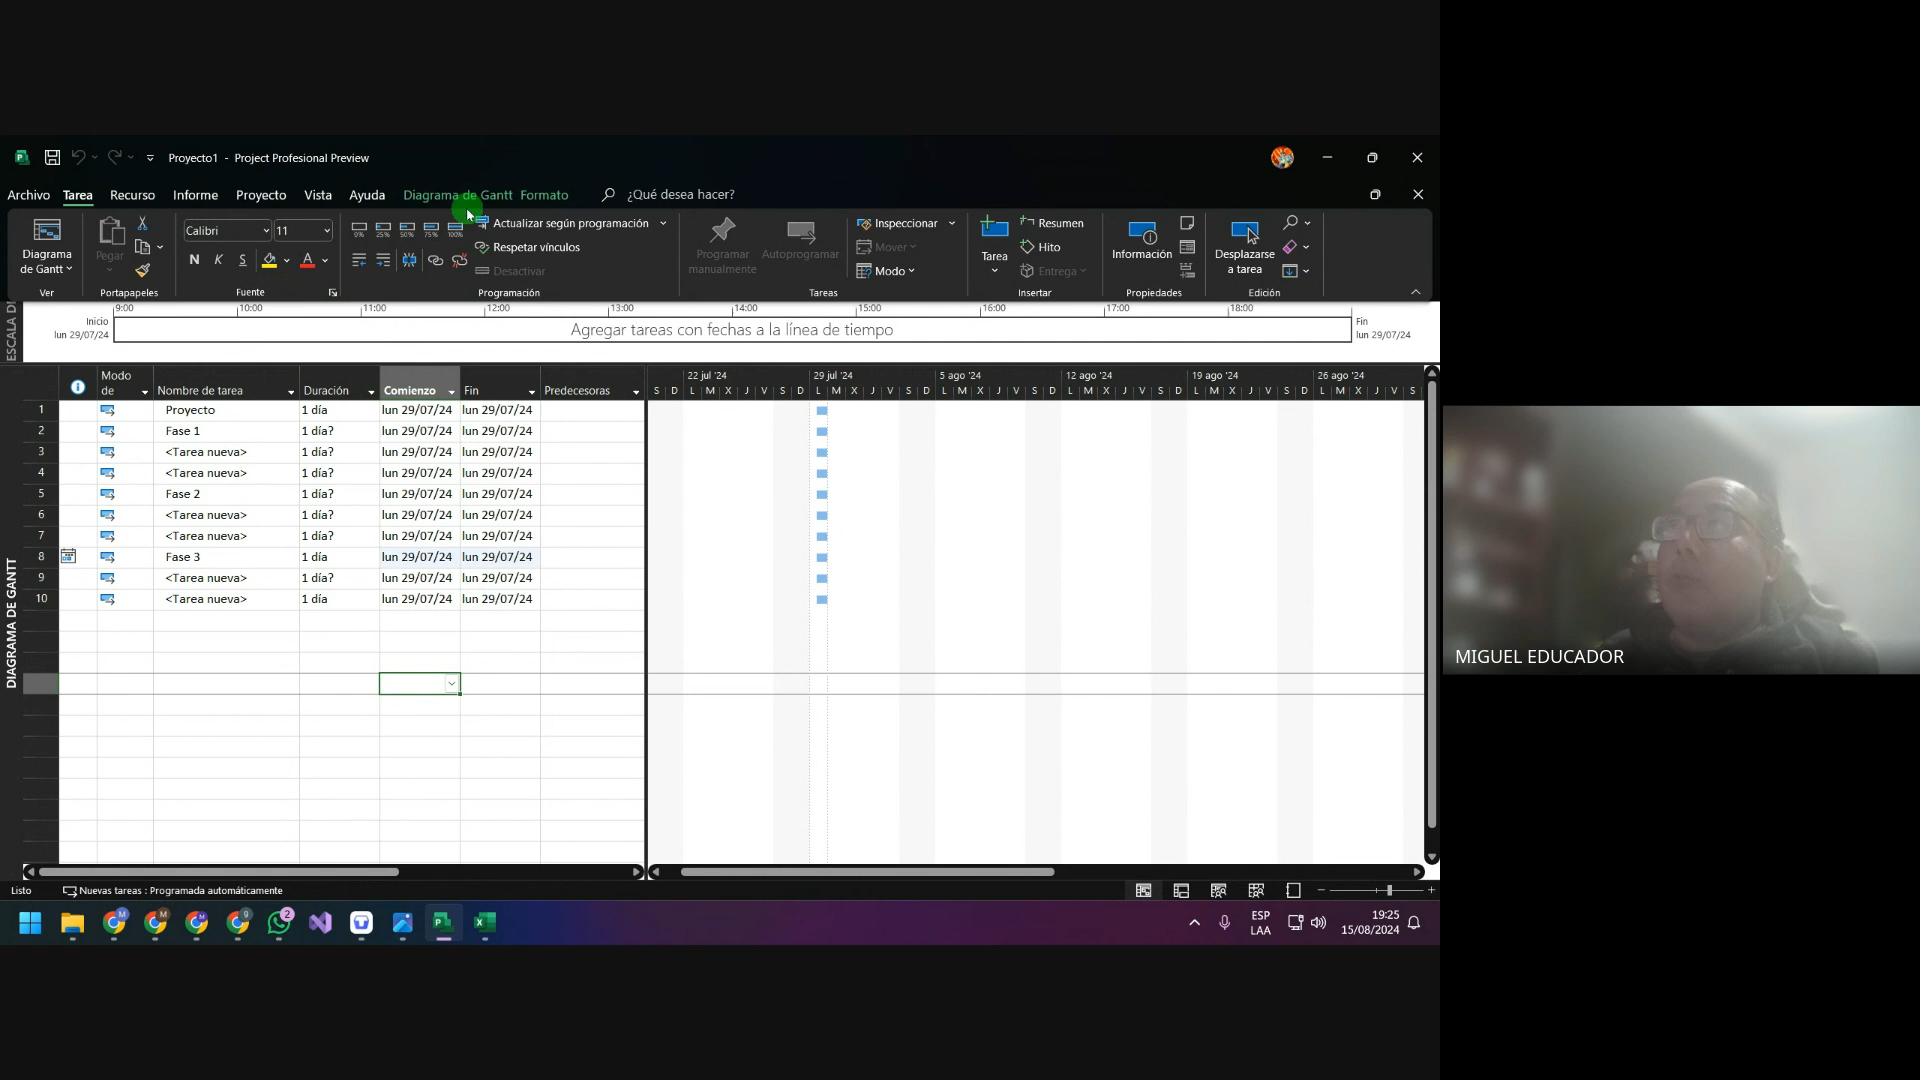 Proyecto1 - Project Profesional Preview
Archivo Tarea Recurso Informe Proyecto Vista Ayuda Diagrama de Gantt Formato ¿Qué desea hacer?
Diagrama de Gantt
Ver
Pegar
Portapapeles
Calibri 11
N K S A
Fuente
0% 25% 50% 75% 100%
Actualizar según programación
Respetar vínculos
Desactivar
Programación
Programar manualmente
Autoprogramar
Inspeccionar
Mover
Modo
Tareas
Tarea
Resumen
Hito
Entrega
Insertar
Información
Propiedades
Desplazarse a tarea
Edición
9:00 10:00 11:00 12:00 13:00 14:00 15:00 16:00 17:00 18:00
Inicio
lun 29/07/24
Agregar tareas con fechas a la línea de tiempo
Fin
lun 29/07/24
ESCALA DE
DIAGRAMA DE GANTT
Modo de Nombre de tarea Duración Comienzo Fin Predecesoras
22 jul '24 29 jul '24 5 ago '24 12 ago '24 19 ago '24 26 ago '24
S D L M X J V S D L M X J V S D L M X J V S D L M X J V S D L M X J V S D L M X J V S
1 Proyecto 1 día lun 29/07/24 lun 29/07/24
2 Fase 1 1 día? lun 29/07/24 lun 29/07/24
3 <Tarea nueva> 1 día? lun 29/07/24 lun 29/07/24
4 <Tarea nueva> 1 día? lun 29/07/24 lun 29/07/24
5 Fase 2 1 día? lun 29/07/24 lun 29/07/24
6 <Tarea nueva> 1 día? lun 29/07/24 lun 29/07/24
7 <Tarea nueva> 1 día? lun 29/07/24 lun 29/07/24
8 Fase 3 1 día lun 29/07/24 lun 29/07/24
9 <Tarea nueva> 1 día? lun 29/07/24 lun 29/07/24
10 <Tarea nueva> 1 día lun 29/07/24 lun 29/07/24
MIGUEL EDUCADOR
Listo Nuevas tareas : Programada automáticamente
ESP
LAA
19:25
15/08/2024